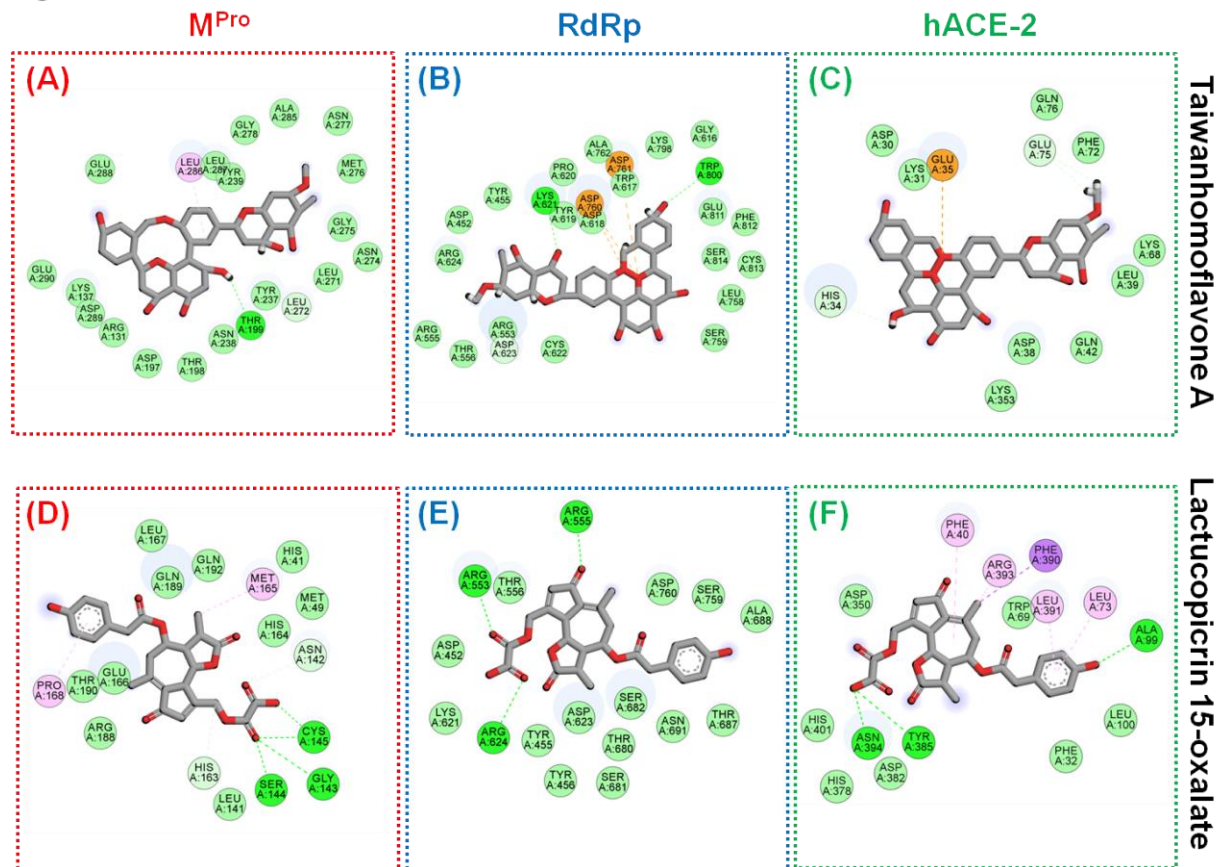 M^Pro RdRp hACE-2
Taiwanhomoflavone A
(A)
ALA
A:285
ASN
A:277
GLY
A:278
GLU
A:288
LEU
A:286
LEU
A:287
TYR
A:239
MET
A:276
GLY
A:275
ASN
A:274
GLU
A:290
LYS
A:137
ASP
A:289
ARG
A:131
TYR
A:237
LEU
A:271
LEU
A:272
THR
A:199
ASN
A:238
ASP
A:197
THR
A:198
(B)
ALA
A:762
LYS
A:798
GLY
A:616
ASP
A:761
PRO
A:620
TRP
A:617
TRP
A:800
TYR
A:455
LYS
A:621
TYR
A:619
ASP
A:760
ASP
A:618
GLU
A:811
PHE
A:812
ASP
A:452
ARG
A:624
SER
A:814
CYS
A:813
LEU
A:758
ARG
A:555
THR
A:556
ARG
A:553
ASP
A:623
CYS
A:622
SER
A:759
(C)
GLN
A:76
ASP
A:30
GLU
A:75
PHE
A:72
LYS
A:31
GLU
A:35
LYS
A:68
LEU
A:39
HIS
A:34
ASP
A:38
GLN
A:42
LYS
A:353
Lactucopicrin 15-oxalate
(D)
LEU
A:167
GLN
A:192
HIS
A:41
GLN
A:189
MET
A:165
MET
A:49
HIS
A:164
ASN
A:142
PRO
A:168
THR
A:190
GLU
A:166
ARG
A:188
CYS
A:145
HIS
A:163
SER
A:144
GLY
A:143
LEU
A:141
(E)
ARG
A:555
ARG
A:553
THR
A:556
ASP
A:760
SER
A:759
ALA
A:688
ASP
A:452
SER
A:682
LYS
A:621
ARG
A:624
TYR
A:455
ASP
A:623
THR
A:680
ASN
A:691
THR
A:687
TYR
A:456
SER
A:681
(F)
PHE
A:40
ARG
A:393
PHE
A:390
ASP
A:350
TRP
A:69
LEU
A:391
LEU
A:73
ALA
A:99
HIS
A:401
ASN
A:394
TYR
A:385
LEU
A:100
PHE
A:32
HIS
A:378
ASP
A:382